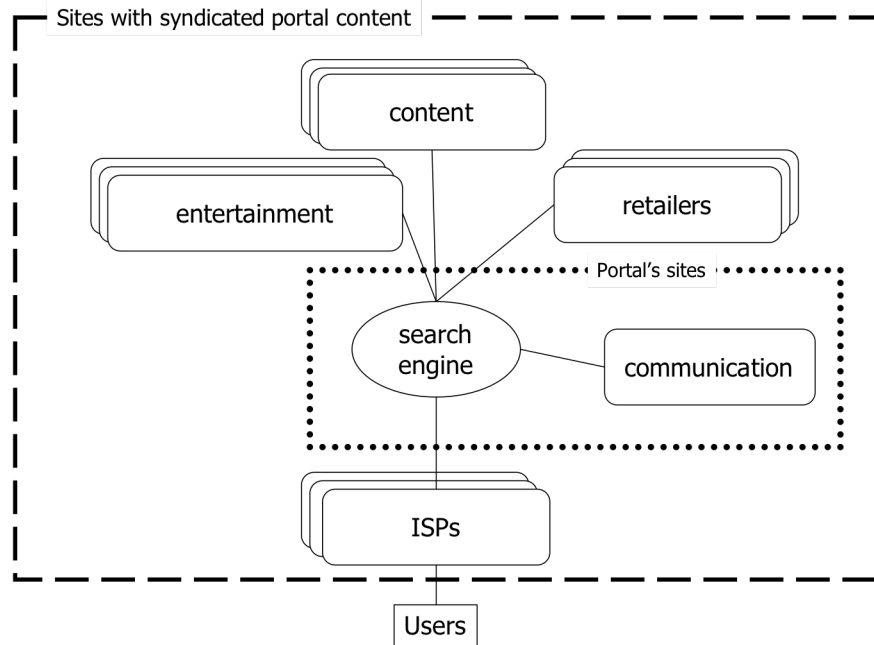 Sites with syndicated portal content
content
entertainment
retailers
Portal's sites
search
engine
communication
ISPs
Users